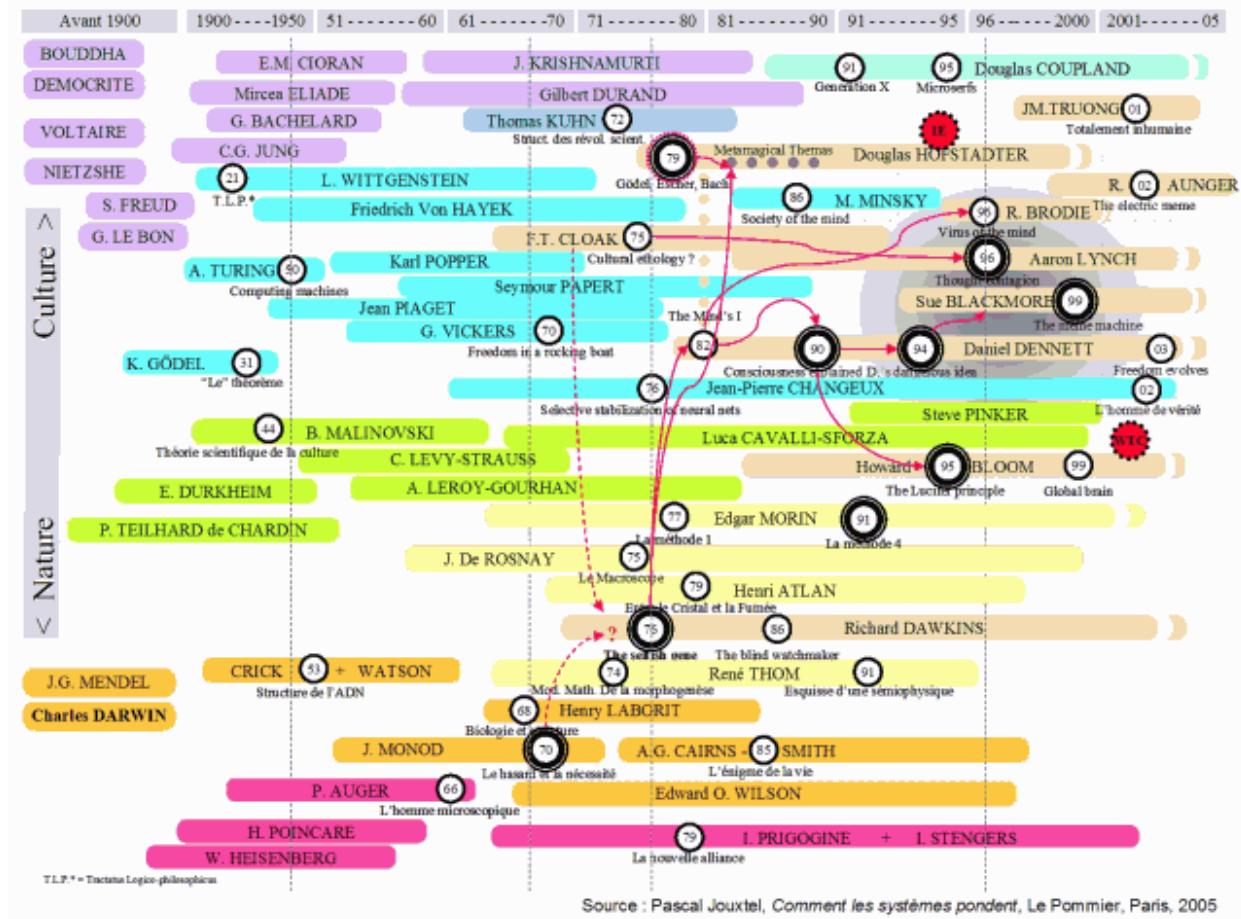 Avant 1900
1900 - - - -1950
51 - - - - - - 60
61 - - - - - - -70
71 - - - - - - 80
81 - - - - - - 90
91 - - - - - - 95
96 - - - - - - 2000
2001- - - - - - 05
BOUDDHA
E.M. CIORAN
J. KRISHNAMURTI
91
95
Douglas COUPLAND
Generation X
Microserfs
DEMOCRITE
Mircea ELIADE
Gilbert DURAND
JM.TRUONG
01
Totalement inhumaine
VOLTAIRE
G. BACHELARD
Thomas KUHN
72
Struct. des révol. scient.
IE
C.G. JUNG
79
Metamagical Themas
Douglas HOFSTADTER
Gödel, Escher, Bach
NIETZSHE
21
L. WITTGENSTEIN
T.L.P.*
R.
02
AUNGER
The electric meme
86
M. MINSKY
Society of the mind
S. FREUD
Friedrich Von HAYEK
96
R. BRODIE
Virus of the mind
G. LE BON
F.T. CLOAK
75
Cultural ethology ?
Culture >
A. TURING
50
Computing machines
Karl POPPER
96
Aaron LYNCH
Thought contagion
Seymour PAPERT
Jean PIAGET
Sue BLACKMORE
99
The meme machine
G. VICKERS
70
Freedom in a rocking boat
The Mind's I
82
90
94
Daniel DENNETT
03
Consciousness explained
D.'s dangerous idea
Freedom evolves
K. GÖDEL
31
"Le" théorème
76
Jean-Pierre CHANGEUX
02
Selective stabilization of neural nets
L'homme de vérité
Steve PINKER
44
B. MALINOVSKI
Théorie scientifique de la culture
Luca CAVALLI-SFORZA
WTC
C. LEVY-STRAUSS
Howard
95
BLOOM
99
The Lucifer principle
Global brain
E. DURKHEIM
A. LEROY-GOURHAN
< Nature
P. TEILHARD de CHARDIN
77
Edgar MORIN
91
La méthode 1
La méthode 4
J. De ROSNAY
75
Le Macroscope
79
Henri ATLAN
Entre le Cristal et la Fumée
?
76
86
Richard DAWKINS
The selfish gene
The blind watchmaker
J.G. MENDEL
CRICK
53
+ WATSON
Structure de l'ADN
74
René THOM
91
Mod. Math. De la morphogenèse
Esquisse d'une sémiophysique
Charles DARWIN
68
Henry LABORIT
J. MONOD
70
Le hasard et la nécessité
A.G. CAIRNS -
85
SMITH
L'énigme de la vie
P. AUGER
66
L'homme microscopique
Edward O. WILSON
H. POINCARE
79
I. PRIGOGINE + I. STENGERS
La nouvelle alliance
W. HEISENBERG
T.L.P.* = Tractatus Logico-philosophicus
Source : Pascal Jouxtel, Comment les systèmes pondent, Le Pommier, Paris, 2005